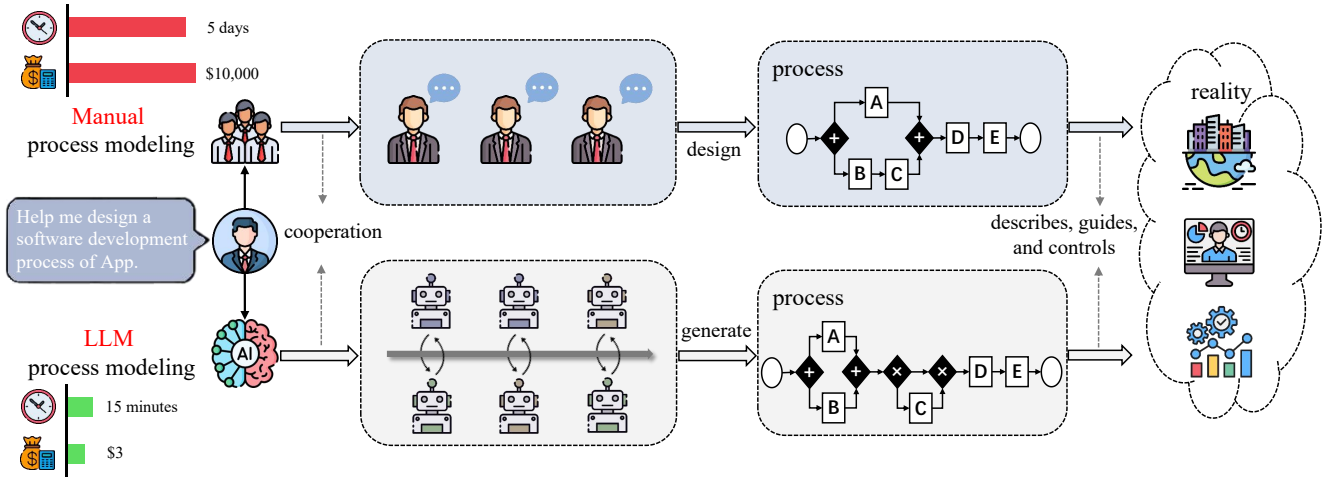 5 days
$10,000
Manual
process modeling
Help me design a
software development
process of App.
LLM
process modeling
15 minutes
$3
AI
cooperation
design
process
A
B
C
D
E
generate
process
A
B
C
D
E
describes, guides,
and controls
reality